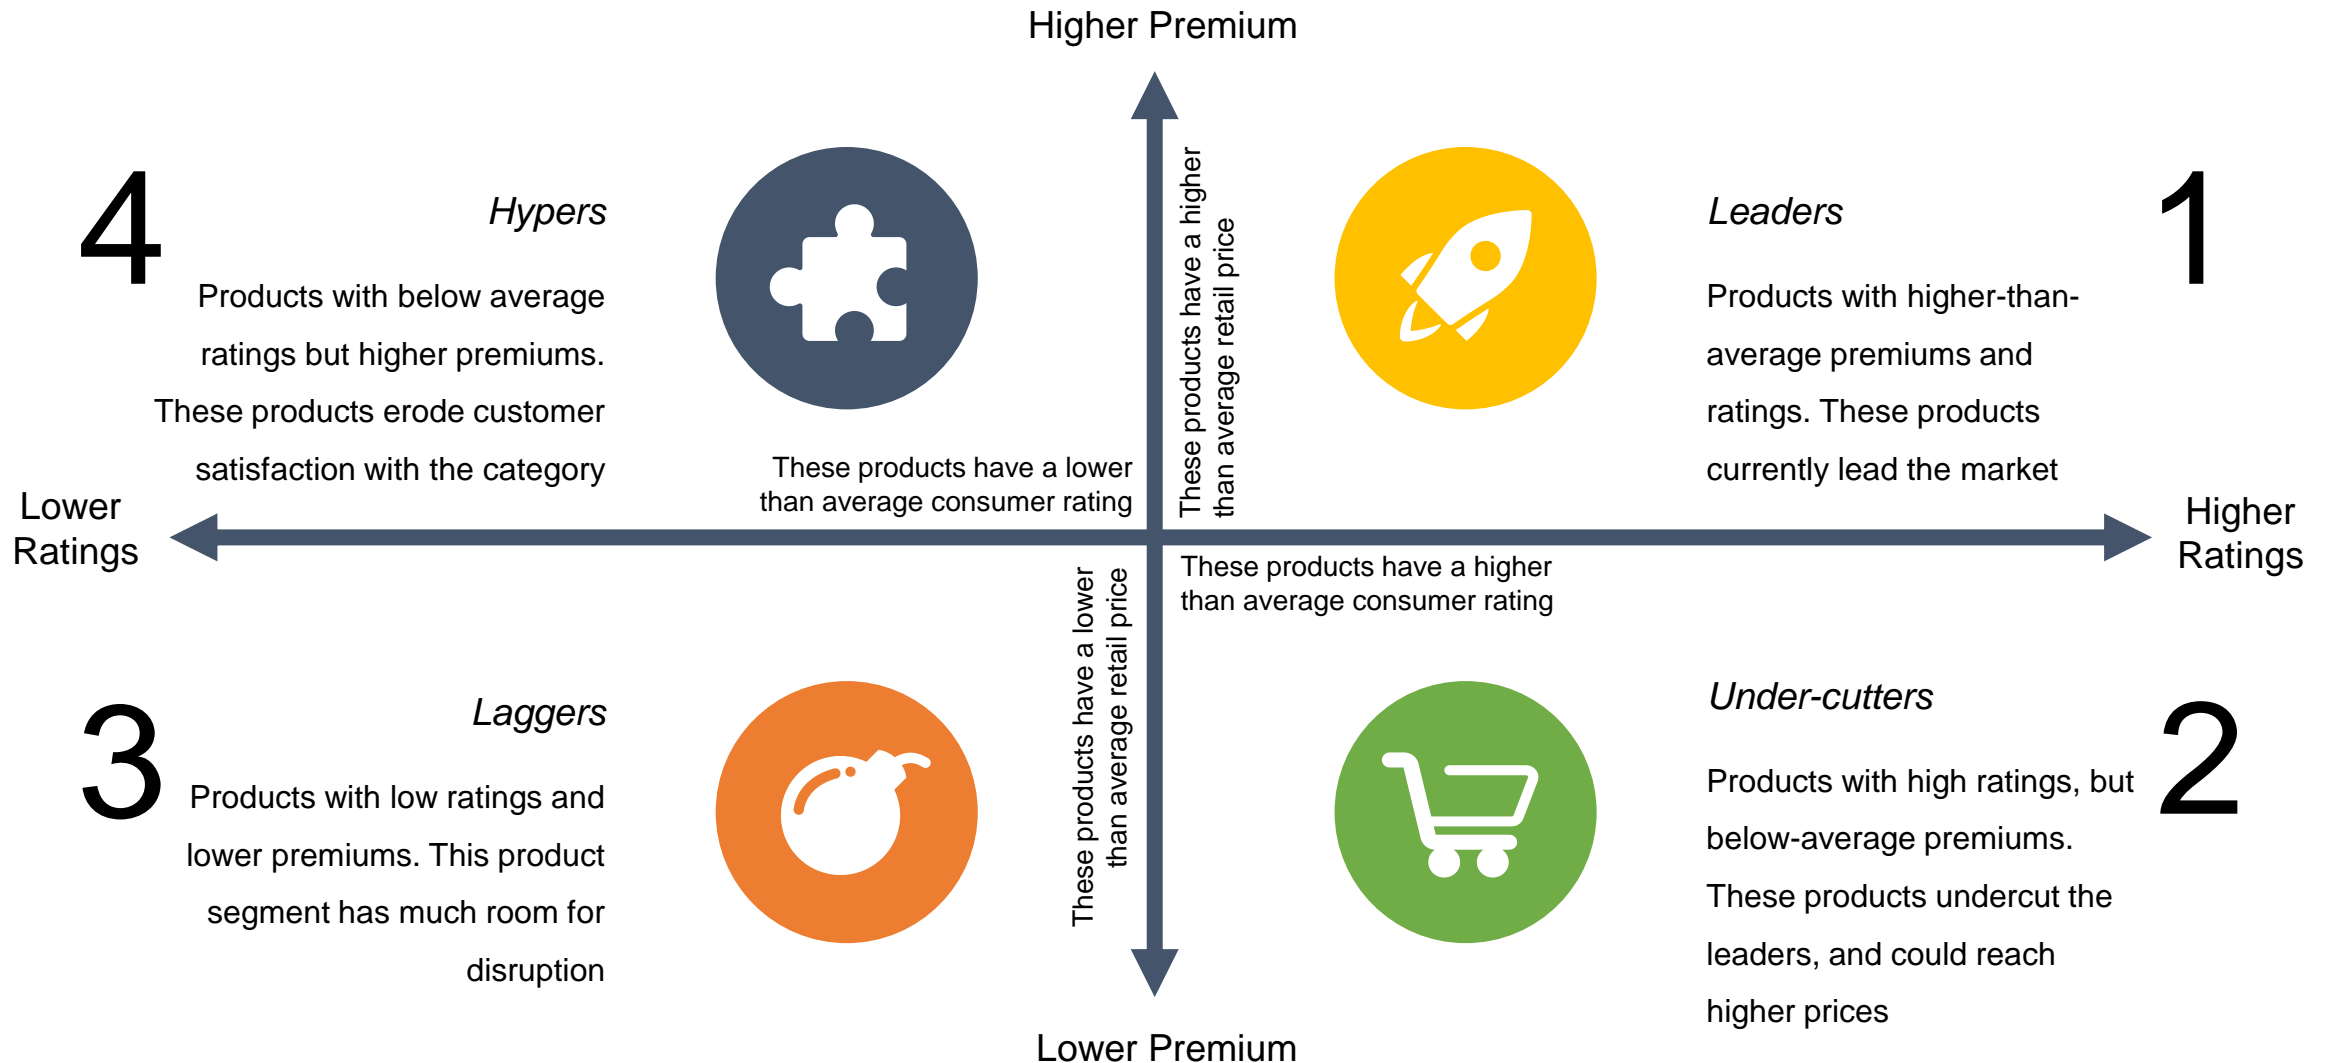 Higher Premium
4
Hypers
Products with below average
ratings but higher premiums.
These products erode customer
satisfaction with the category
These products have a lower
than average consumer rating
These products have a higher
than average retail price
Leaders
1
Products with higher-than-
average premiums and
ratings. These products
currently lead the market
Lower
Ratings
Higher
Ratings
3
Laggers
Products with low ratings and
lower premiums. This product
segment has much room for
disruption
These products have a lower
than average retail price
These products have a higher
than average consumer rating
Under-cutters
2
Products with high ratings, but
below-average premiums.
These products undercut the
leaders, and could reach
higher prices
Lower Premium